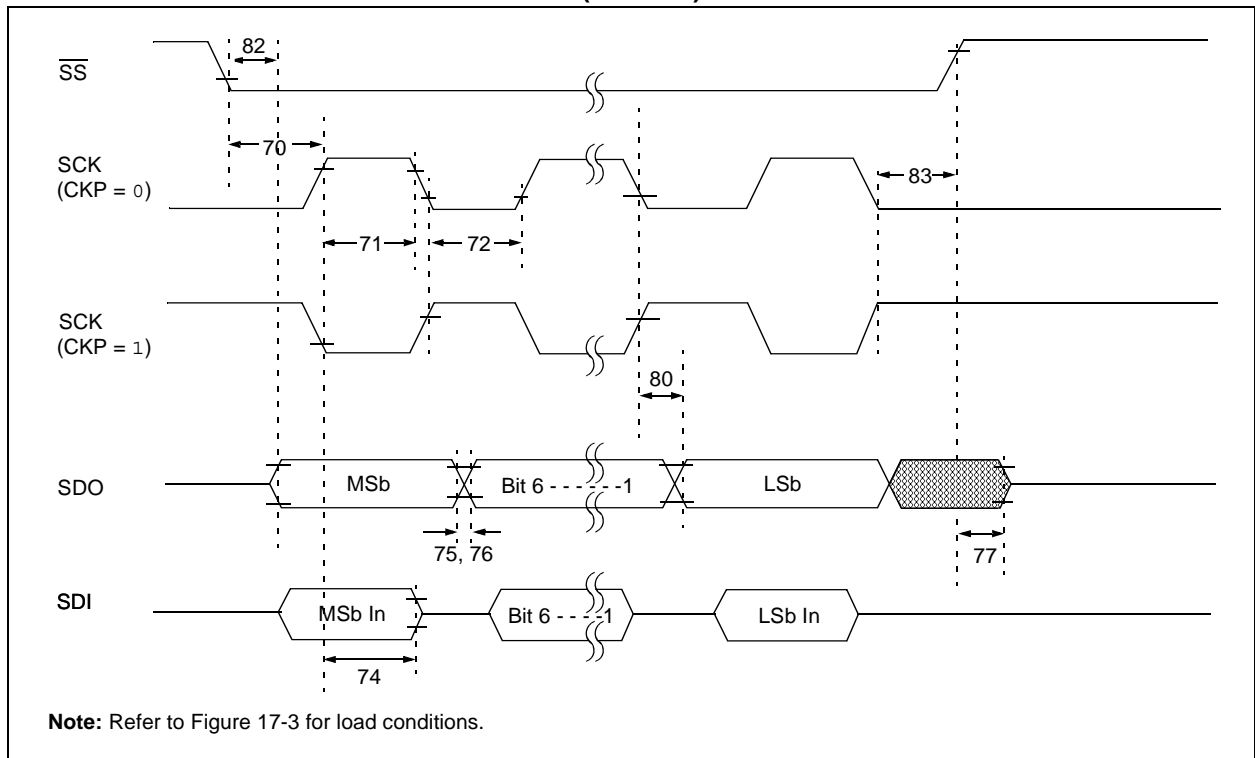 82
SS
70
SCK
(CKP = 0)
83
71
72
SCK
(CKP = 1)
80
SDO
MSb
Bit 6 - - - - - -1
LSb
75, 76
77
SDI
MSb In
Bit 6 - - - -1
LSb In
74
Note: Refer to Figure 17-3 for load conditions.